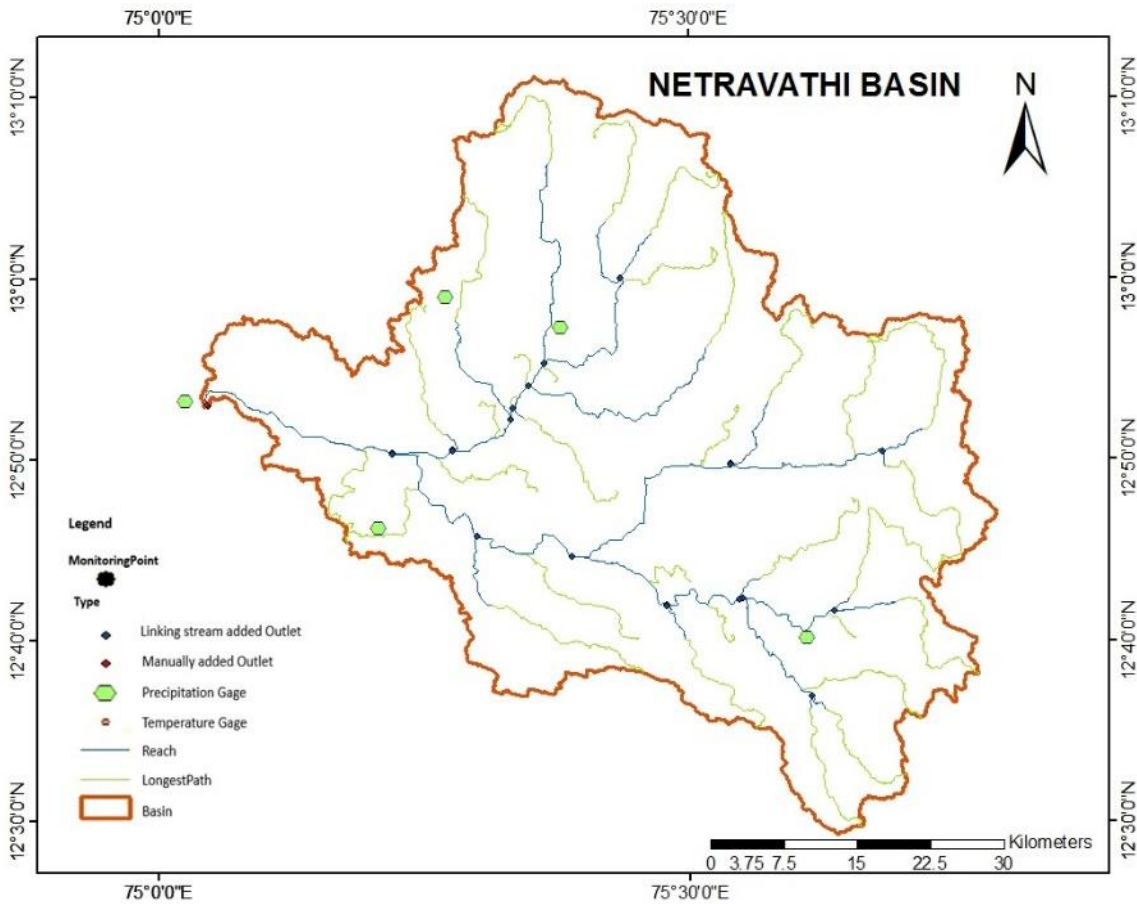 75°0'0"E 75°30'0"E
NETRAVATHI BASIN N
13°10'0"N 13°10'0"N
13°0'0"N 13°0'0"N
12°50'0"N 12°50'0"N
Legend
MonitoringPoint
Type
Linking stream added Outlet
12°40'0"N 12°40'0"N
Manually added Outlet
Precipitation Gage
Temperature Gage
Reach
LongestPath
Basin
12°30'0"N 12°30'0"N
Kilometers
0 3.75 7.5 15 22.5 30
75°0'0"E 75°30'0"E